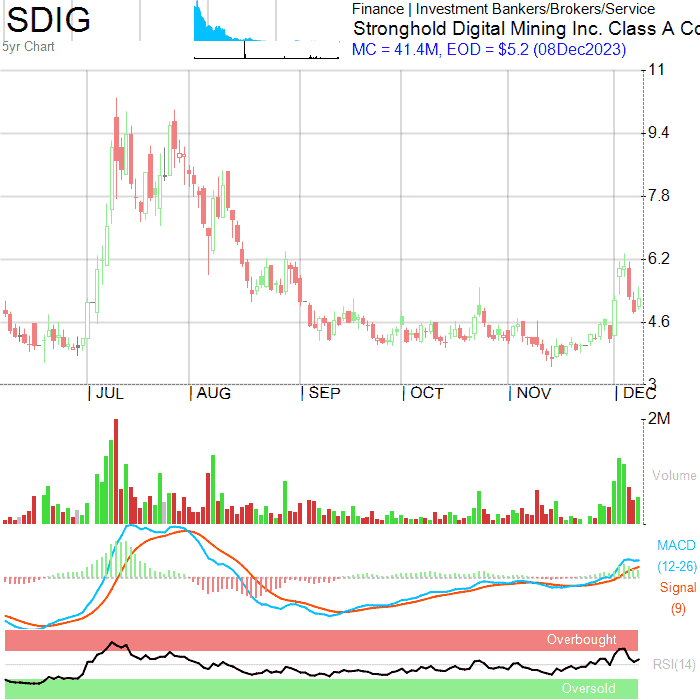 SDIG
5yr Chart
Finance | Investment Bankers/Brokers/Service
Stronghold Digital Mining Inc. Class A Co
MC = 41.4M, EOD = $5.2 (08Dec2023)
11
9.4
7.8
6.2
4.6
3
JUL AUG SEP OCT NOV DEC
2M
Volume
MACD
(12-26)
Signal
(9)
Overbought
RSI(14)
Oversold